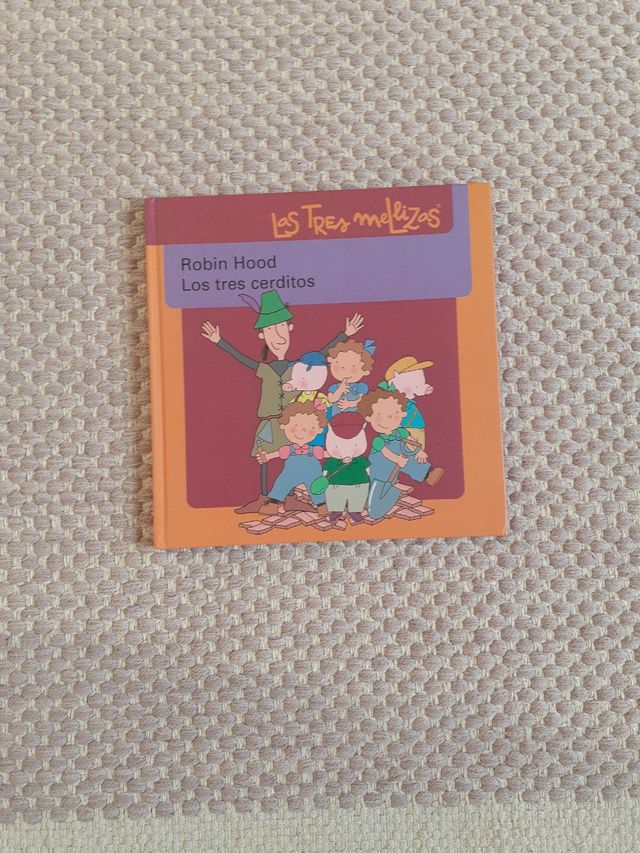 Las Tres mellizas
Robin Hood
Los tres cerditos